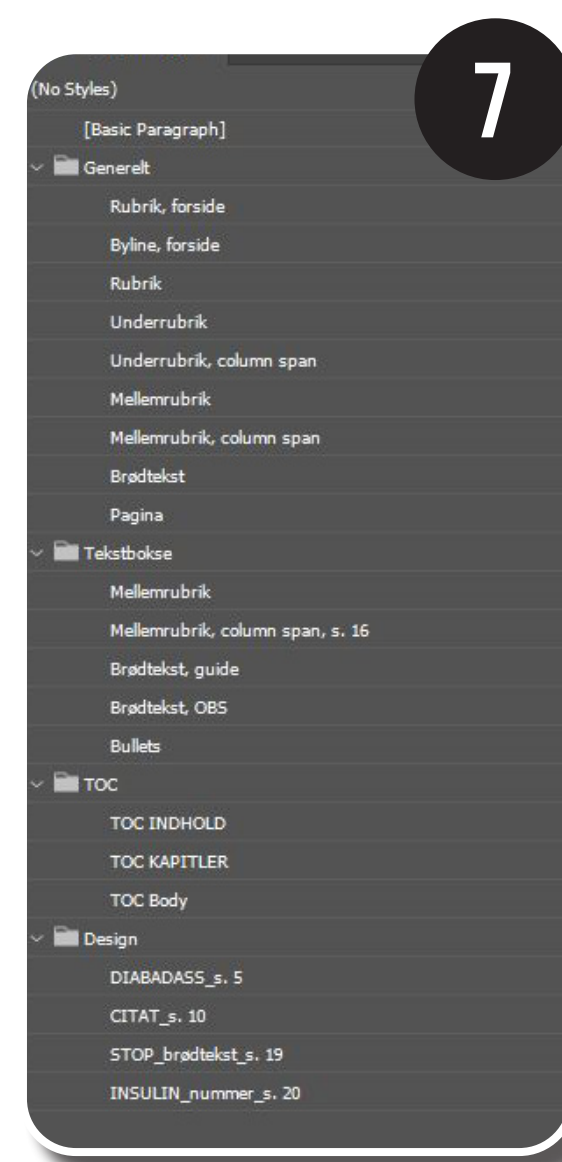 7
(No Styles)
[Basic Paragraph]
Generelt
Rubrik, forside
Byline, forside
Rubrik
Underrubrik
Underrubrik, column span
Mellemrubrik
Mellemrubrik, column span
Brødtekst
Pagina
Tekstbokse
Mellemrubrik
Mellemrubrik, column span, s. 16
Brødtekst, guide
Brødtekst, OBS
Bullets
TOC
TOC INDHOLD
TOC KAPITLER
TOC Body
Design
DIABADASS_s. 5
CITAT_s. 10
STOP_brødtekst_s. 19
INSULIN_nummer_s. 20